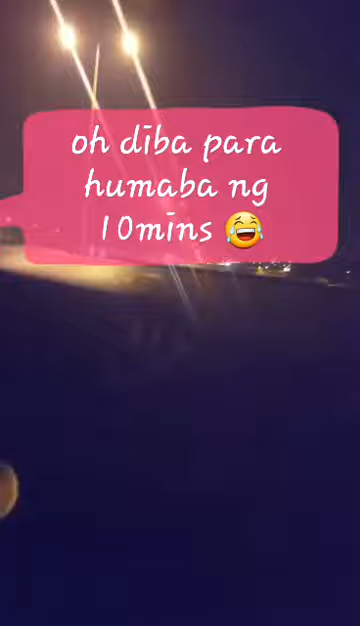 oh diba para
humaba ng
10mins 😂